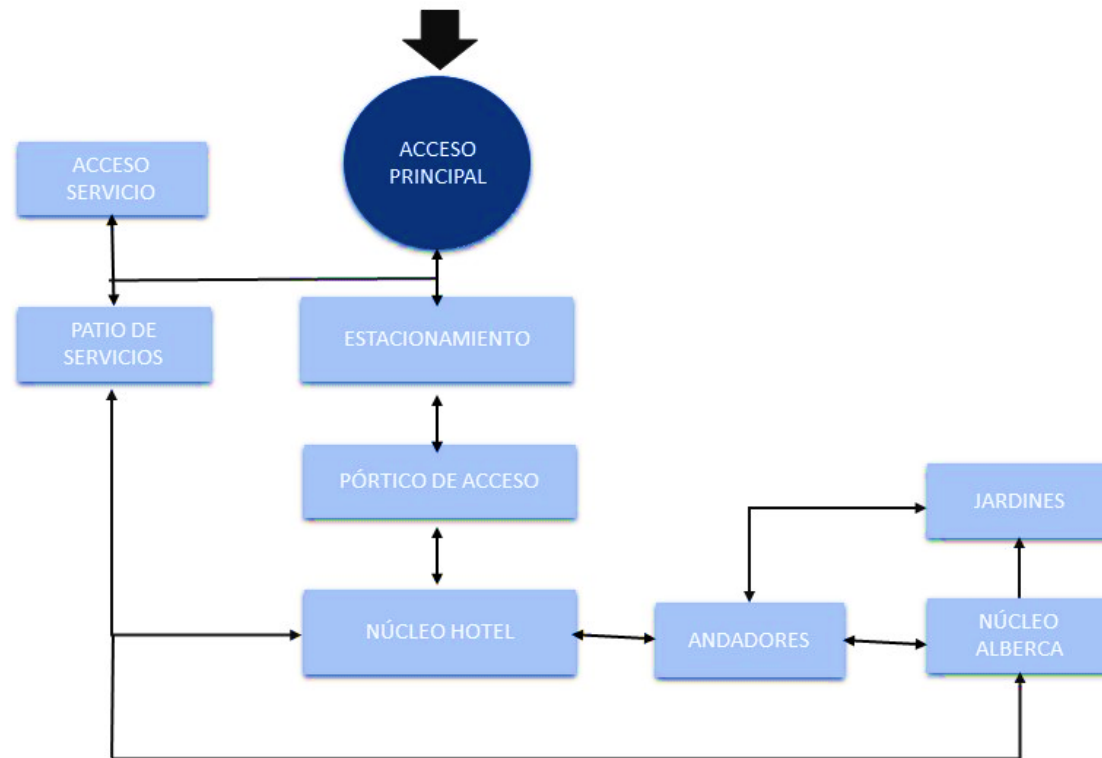 ACCESO
PRINCIPAL
ACCESO
SERVICIO
PATIO DE
SERVICIOS
ESTACIONAMIENTO
PÓRTICO DE ACCESO
JARDINES
NÚCLEO HOTEL
ANDADORES
NÚCLEO
ALBERCA